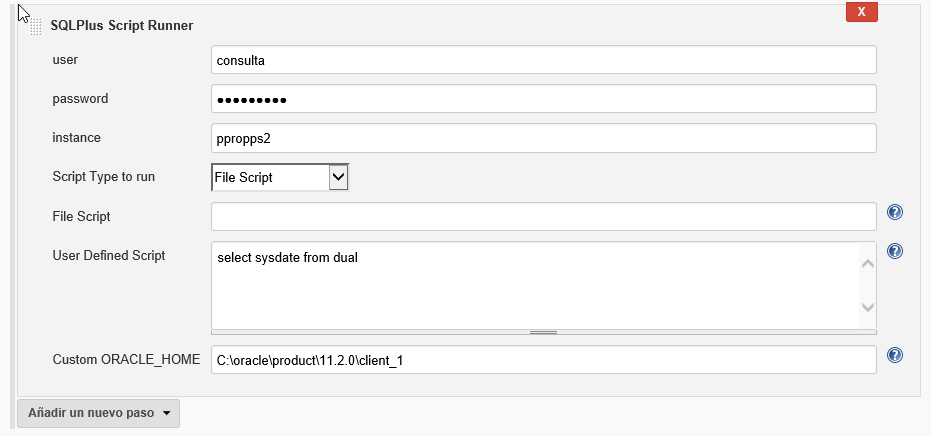 X
SQLPlus Script Runner
user consulta
password •••••••••
instance ppropps2
Script Type to run File Script
File Script
User Defined Script select sysdate from dual
Custom ORACLE_HOME C:\oracle\product\11.2.0\client_1
Añadir un nuevo paso